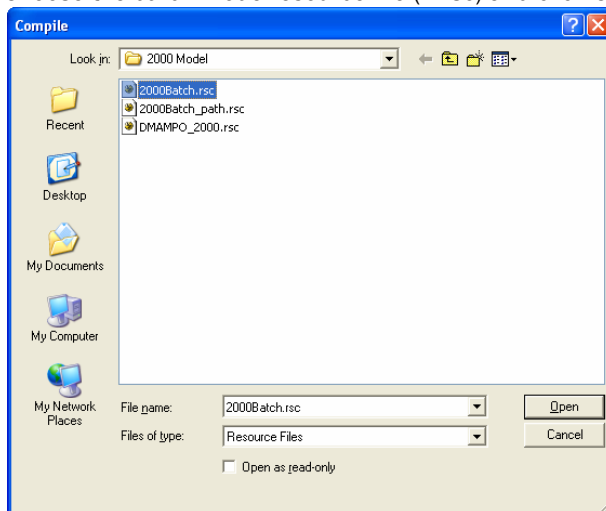 Compile
Look in: 2000 Model
2000Batch.rsc
2000Batch_path.rsc
DMAMPO_2000.rsc
Recent
Desktop
My Documents
My Computer
My Network
Places
File name: 2000Batch.rsc Open
Files of type: Resource Files Cancel
Open as read-only